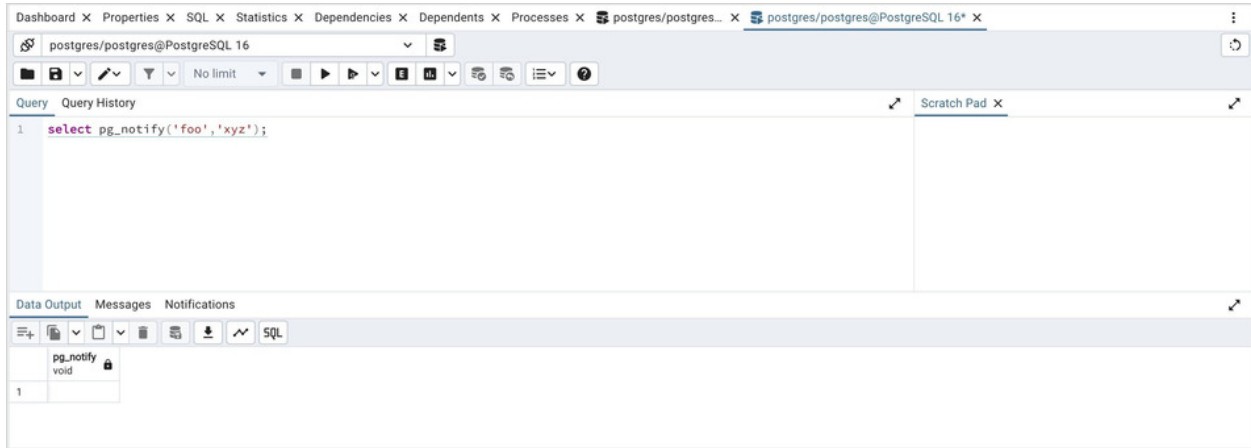 Dashboard X Properties X SQL X Statistics X Dependencies X Dependents X Processes X postgres/postgres... X postgres/postgres@PostgreSQL 16* X
postgres/postgres@PostgreSQL 16
No limit E
Query Query History Scratch Pad X
1 select pg_notify('foo','xyz');
Data Output Messages Notifications
SQL
pg_notify
void
1